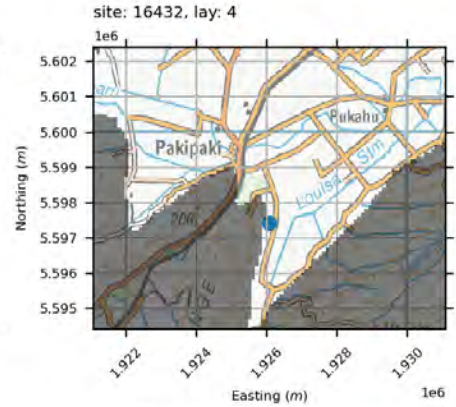 site: 16432, lay: 4
1e6
5.602
5.601
5.600
5.599
5.598
5.597
5.596
5.595
Northing (m)
Pukahu
Pakipaki
Louisa Stm
200
1.922
1.924
1.926
1.928
1.930
1e6
Easting (m)